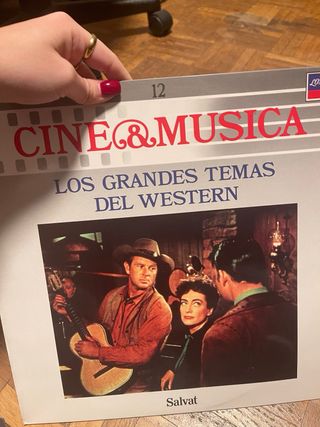 12
CINE&MUSICA
LOS GRANDES TEMAS
DEL WESTERN
Salvat